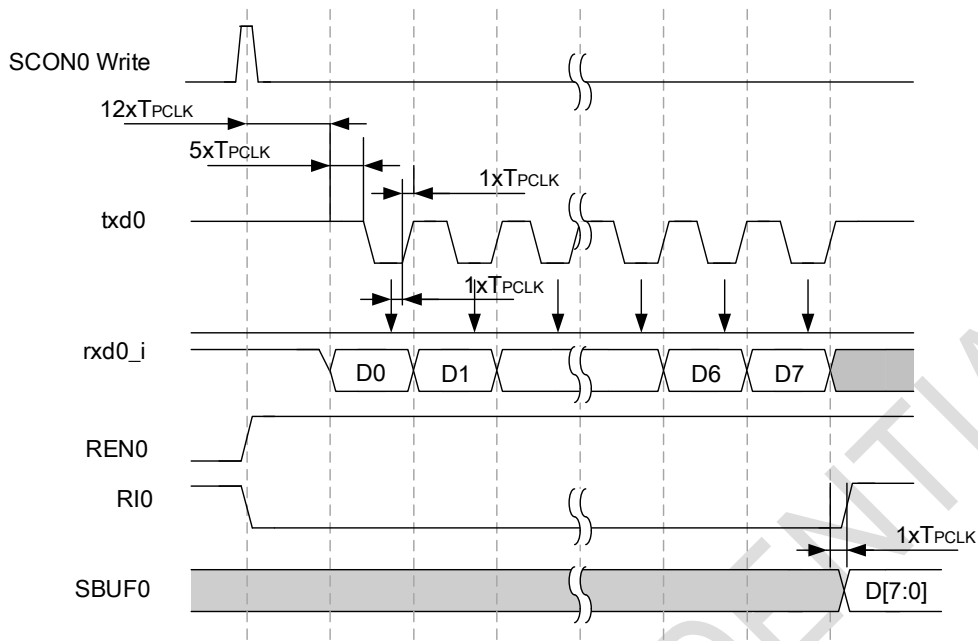 SCON0 Write
12xTPCLK
5xTPCLK
1xTPCLK
txd0
1xTPCLK
rxd0_i
D0 D1 D6 D7
REN0
RI0
1xTPCLK
SBUF0
D[7:0]